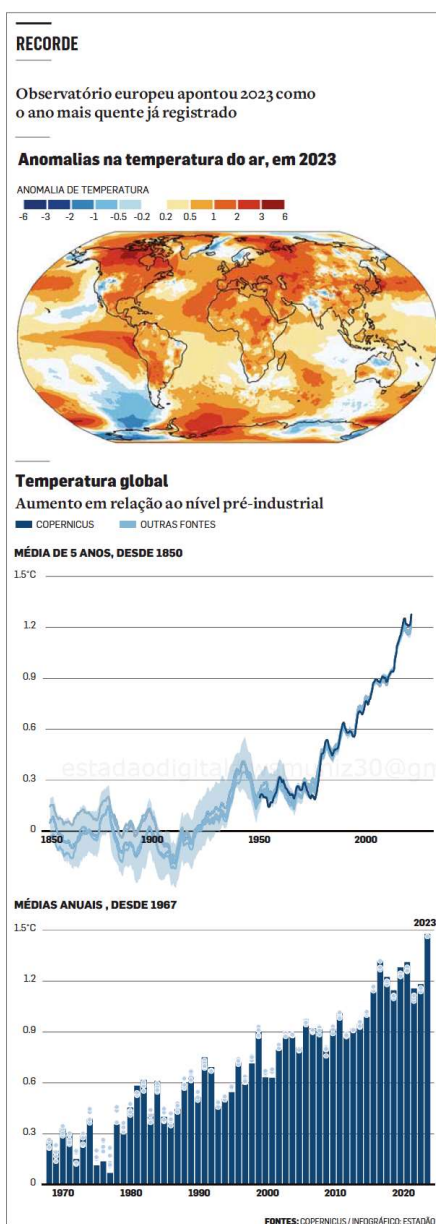 RECORDE
Observatório europeu apontou 2023 como
o ano mais quente já registrado
Anomalias na temperatura do ar, em 2023
ANOMALIA DE TEMPERATURA
-6 -3 -2 -1 -0.5 -0.2 0.2 0.5 1 2 3 6
Temperatura global
Aumento em relação ao nível pré-industrial
COPERNICUS OUTRAS FONTES
MÉDIA DE 5 ANOS, DESDE 1850
1.5°C
1.2
0.9
0.6
0.3
0
1850 1900 1950 2000
MÉDIAS ANUAIS , DESDE 1967
1.5°C
2023
1.2
0.9
0.6
0.3
0
1970 1980 1990 2000 2010 2020
FONTES: COPERNICUS / INFOGRÁFICO: ESTADÃO